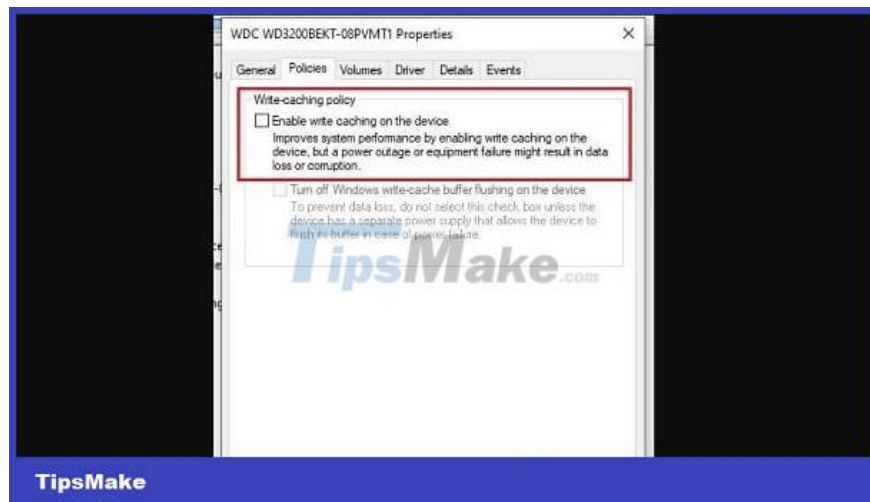 WDC WD3200BEKT-08PVMT1 Properties
General Policies Volumes Driver Details Events
Write-caching policy
Enable write caching on the device
Improves system performance by enabling write caching on the
device, but a power outage or equipment failure might result in data
loss or corruption.
Turn off Windows write-cache buffer flushing on the device
To prevent data loss, do not select this check box unless the
device has a separate power supply that allows the device to
flush its buffer in case of power failure.
TipsMake.com
TipsMake